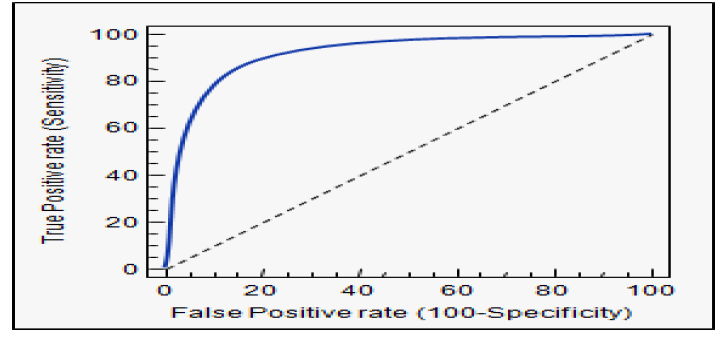 True Positive rate (Sensitivity)
100
80
60
40
20
0
0 20 40 60 80 100
False Positive rate (100-Specificity)